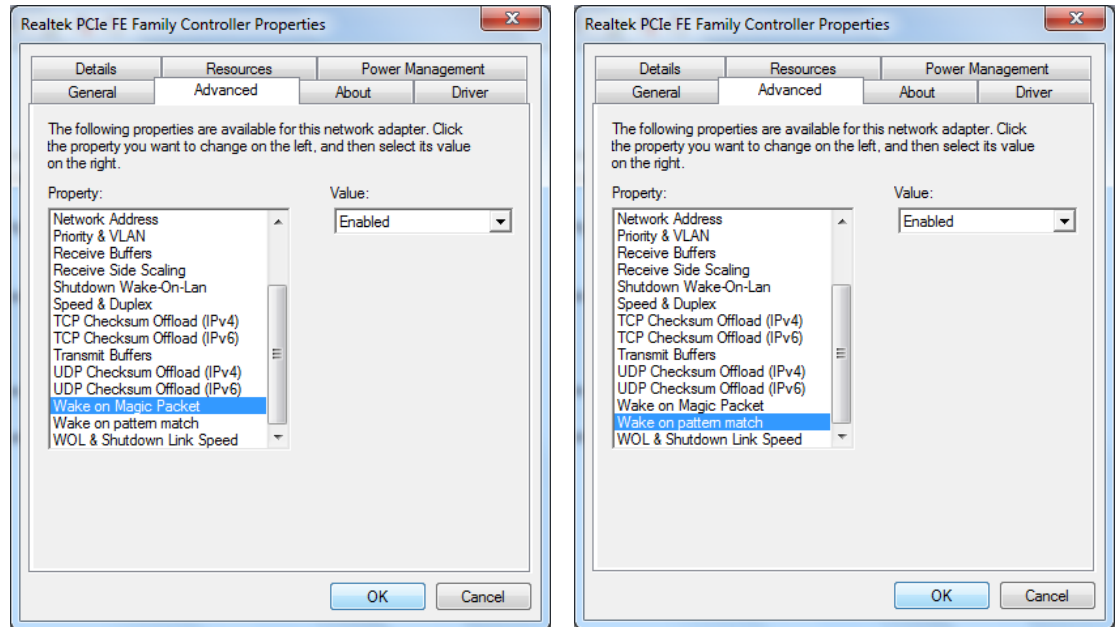 Realtek PCIe FE Family Controller Properties
Details Resources Power Management
General Advanced About Driver
The following properties are available for this network adapter. Click
the property you want to change on the left, and then select its value
on the right.
Property: Value:
Network Address
Priority & VLAN
Receive Buffers
Receive Side Scaling
Shutdown Wake-On-Lan
Speed & Duplex
TCP Checksum Offload (IPv4)
TCP Checksum Offload (IPv6)
Transmit Buffers
UDP Checksum Offload (IPv4)
UDP Checksum Offload (IPv6)
Wake on Magic Packet
Wake on pattern match
WOL & Shutdown Link Speed
Enabled
OK Cancel
Realtek PCIe FE Family Controller Properties
Details Resources Power Management
General Advanced About Driver
The following properties are available for this network adapter. Click
the property you want to change on the left, and then select its value
on the right.
Property: Value:
Network Address
Priority & VLAN
Receive Buffers
Receive Side Scaling
Shutdown Wake-On-Lan
Speed & Duplex
TCP Checksum Offload (IPv4)
TCP Checksum Offload (IPv6)
Transmit Buffers
UDP Checksum Offload (IPv4)
UDP Checksum Offload (IPv6)
Wake on Magic Packet
Wake on pattern match
WOL & Shutdown Link Speed
Enabled
OK Cancel